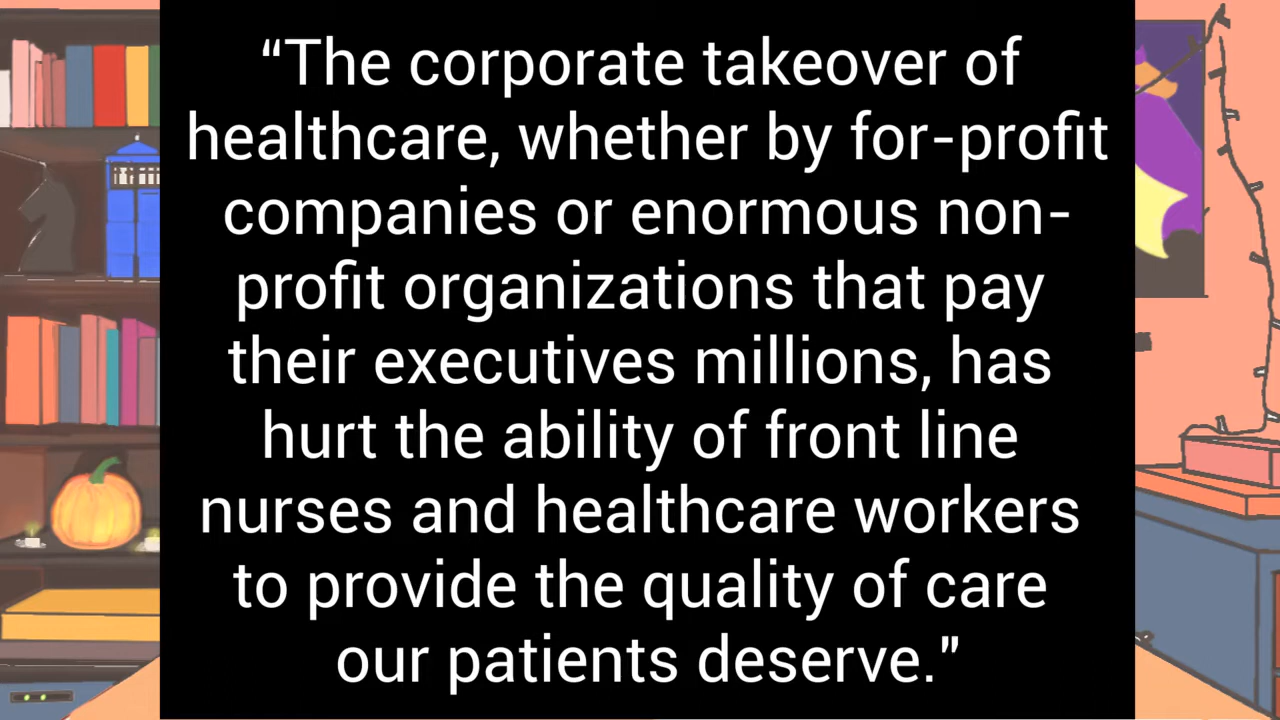 “The corporate takeover of
healthcare, whether by for-profit
companies or enormous non-
profit organizations that pay
their executives millions, has
hurt the ability of front line
nurses and healthcare workers
to provide the quality of care
our patients deserve.”